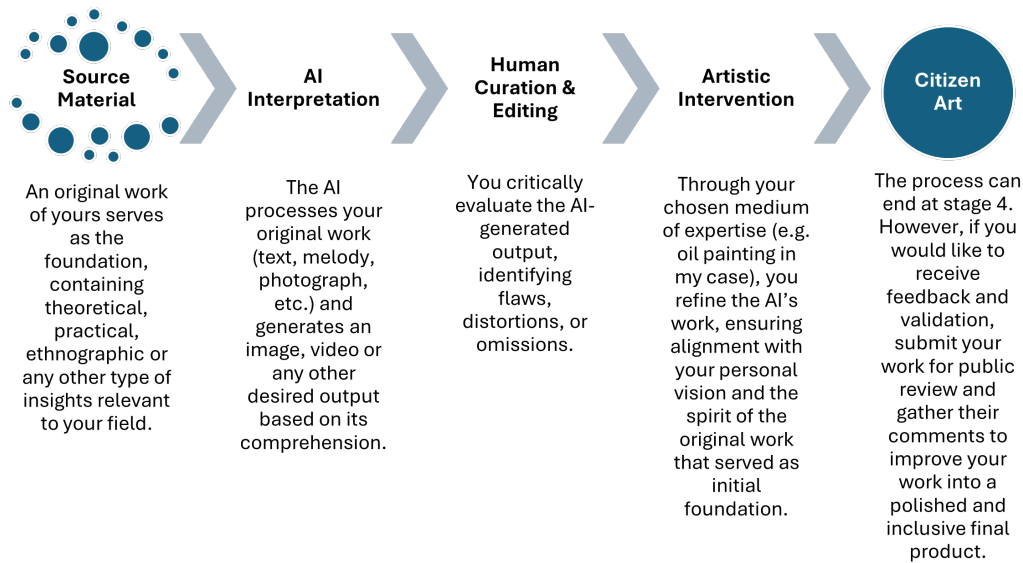 Source
Material
An original work
of yours serves
as the
foundation,
containing
theoretical,
practical,
ethnographic or
any other type of
insights relevant
to your field.
AI
Interpretation
The AI
processes your
original work
(text, melody,
photograph,
etc.) and
generates an
image, video or
any other
desired output
based on its
comprehension.
Human
Curation &
Editing
You critically
evaluate the AI-
generated
output,
identifying
flaws,
distortions, or
omissions.
Artistic
Intervention
Through your
chosen medium
of expertise (e.g.
oil painting in
my case), you
refine the AI’s
work, ensuring
alignment with
your personal
vision and the
spirit of the
original work
that served as
initial
foundation.
Citizen
Art
The process can
end at stage 4.
However, if you
would like to
receive
feedback and
validation,
submit your
work for public
review and
gather their
comments to
improve your
work into a
polished and
inclusive final
product.